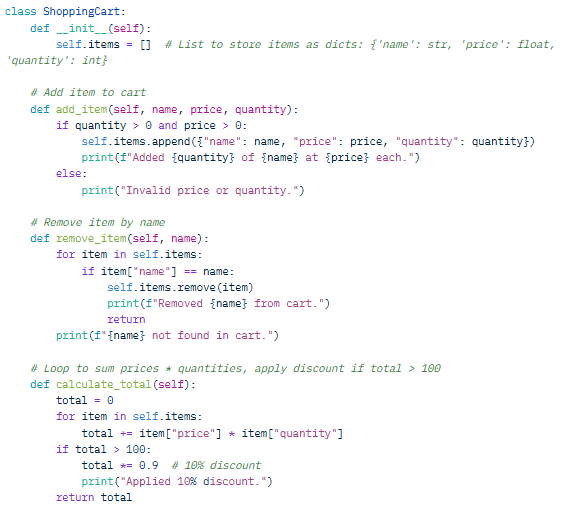 class ShoppingCart:
    def __init__(self):
        self.items = []  # List to store items as dicts: {'name': str, 'price': float,
'quantity': int}

    # Add item to cart
    def add_item(self, name, price, quantity):
        if quantity > 0 and price > 0:
            self.items.append({"name": name, "price": price, "quantity": quantity})
            print(f"Added {quantity} of {name} at {price} each.")
        else:
            print("Invalid price or quantity.")

    # Remove item by name
    def remove_item(self, name):
        for item in self.items:
            if item["name"] == name:
                self.items.remove(item)
                print(f"Removed {name} from cart.")
                return
        print(f"{name} not found in cart.")

    # Loop to sum prices * quantities, apply discount if total > 100
    def calculate_total(self):
        total = 0
        for item in self.items:
            total += item["price"] * item["quantity"]
        if total > 100:
            total *= 0.9  # 10% discount
            print("Applied 10% discount.")
        return total